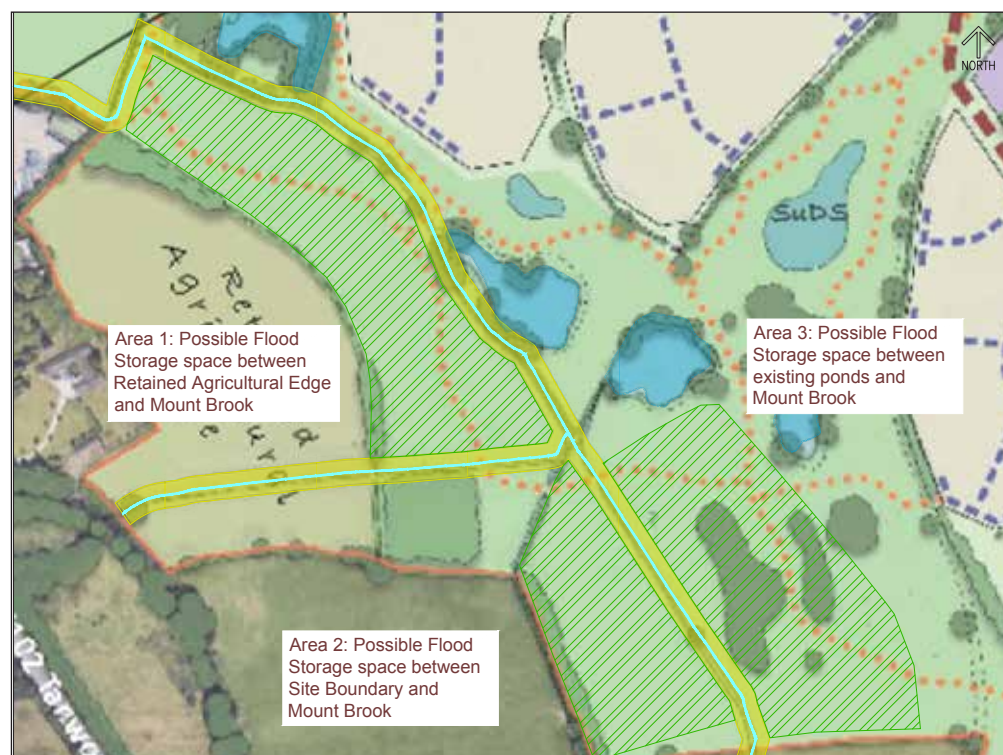 NORTH
SuDS
Area 1: Possible Flood
Storage space between
Retained Agricultural Edge
and Mount Brook
Area 3: Possible Flood
Storage space between
existing ponds and
Mount Brook
Area 2: Possible Flood
Storage space between
Site Boundary and
Mount Brook
102 Tanwo